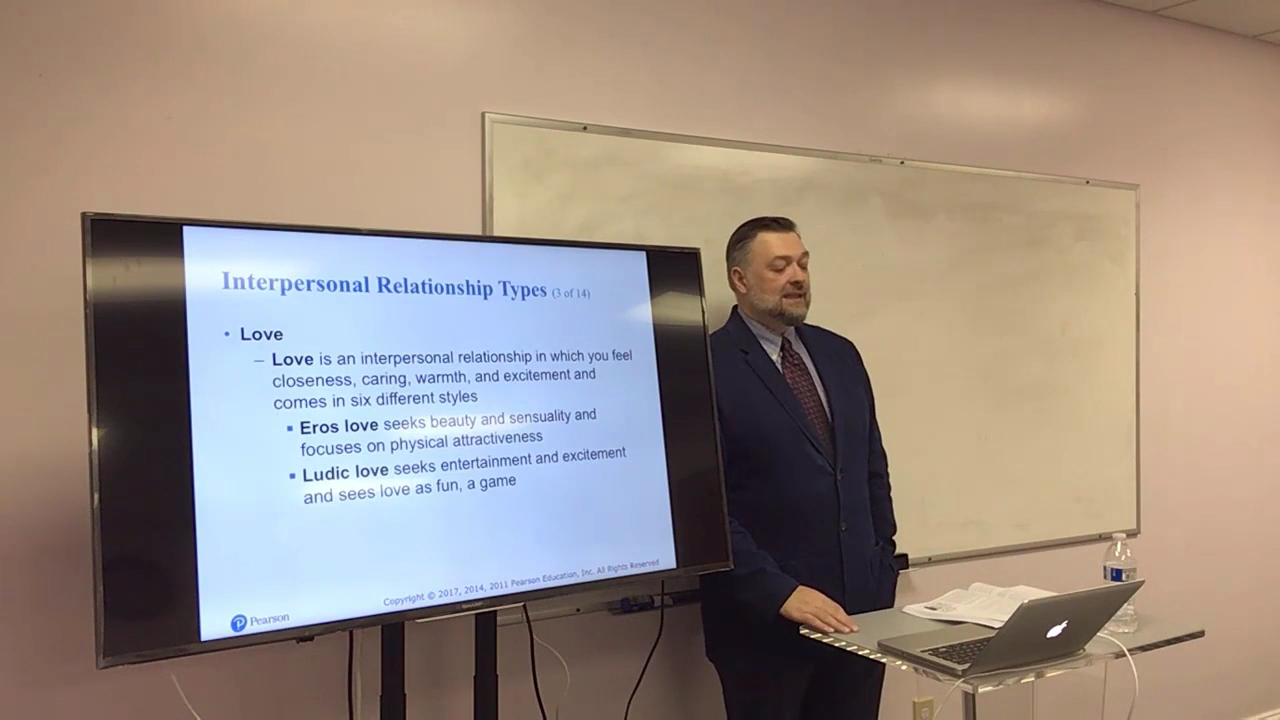 Interpersonal Relationship Types (3 of 14)
• Love
– Love is an interpersonal relationship in which you feel
closeness, caring, warmth, and excitement and
comes in six different styles
▪ Eros love seeks beauty and sensuality and
focuses on physical attractiveness
▪ Ludic love seeks entertainment and excitement
and sees love as fun, a game
Copyright © 2017, 2014, 2011 Pearson Education, Inc. All Rights Reserved
Pearson